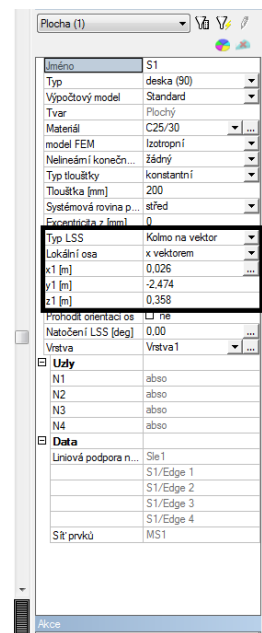 Plocha (1)
Jméno S1
Typ deska (90)
Výpočtový model Standard
Tvar Plochý
Materiál C25/30 ...
model FEM Izotropní
Nelineární konečn... žádný
Typ tloušťky konstantní
Tloušťka [mm] 200
Systémová rovina p... střed
Excentricita z [mm] 0
Typ LSS Kolmo na vektor
Lokální osa x vektorem
x1 [m] 0,026 ...
y1 [m] -2,474
z1 [m] 0,358
Prohodit orientaci os ne
Natočení LSS [deg] 0,00 ...
Vrstva Vrstva1 ...
Uzly
N1 abso
N2 abso
N3 abso
N4 abso
Data
Liniová podpora n... Sle1
S1/Edge 1
S1/Edge 2
S1/Edge 3
S1/Edge 4
Síť prvků MS1
Akce